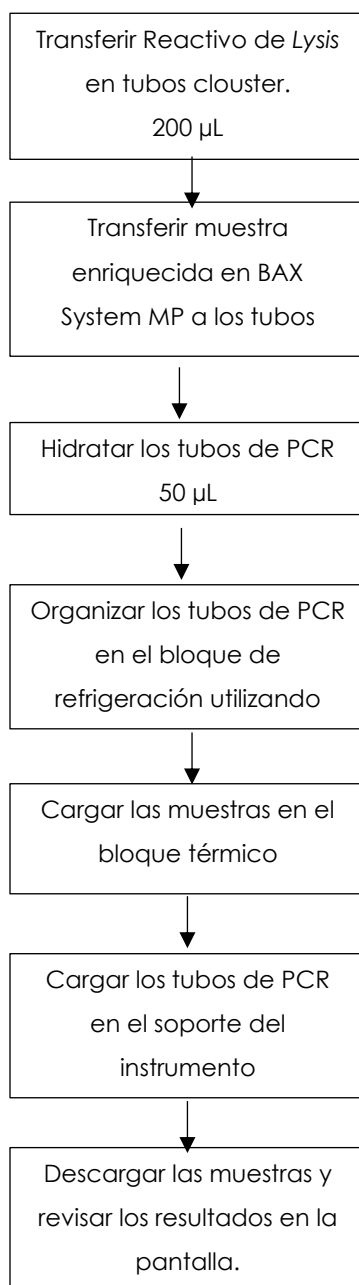 Transferir Reactivo de Lysis
en tubos clouster.
200 µL
Transferir muestra
enriquecida en BAX
System MP a los tubos
Hidratar los tubos de PCR
50 µL
Organizar los tubos de PCR
en el bloque de
refrigeración utilizando
Cargar las muestras en el
bloque térmico
Cargar los tubos de PCR
en el soporte del
instrumento
Descargar las muestras y
revisar los resultados en la
pantalla.